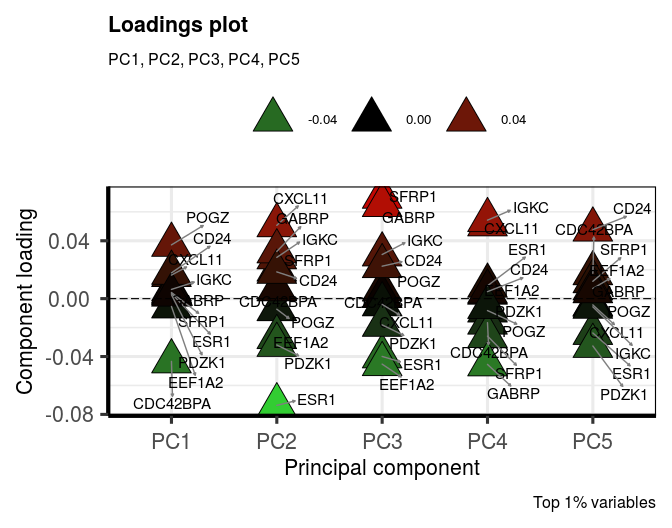 Loadings plot
PC1, PC2, PC3, PC4, PC5
-0.04 0.00 0.04
Component loading
0.04
0.00
-0.04
-0.08
POGZ
CD24
CXCL11
IGKC
GABRP
SFRP1
ESR1
PDZK1
EEF1A2
CDC42BPA
CXCL11
GABRP
IGKC
SFRP1
CD24
CDC42BPA
POGZ
EEF1A2
PDZK1
ESR1
SFRP1
GABRP
IGKC
CD24
POGZ
CDC42BPA
CXCL11
PDZK1
ESR1
EEF1A2
IGKC
CXCL11
ESR1
CD24
EEF1A2
PDZK1
POGZ
CDC42BPA
SFRP1
GABRP
CD24
CDC42BPA
SFRP1
EEF1A2
GABRP
POGZ
CXCL11
IGKC
ESR1
PDZK1
PC1 PC2 PC3 PC4 PC5
Principal component
Top 1% variables